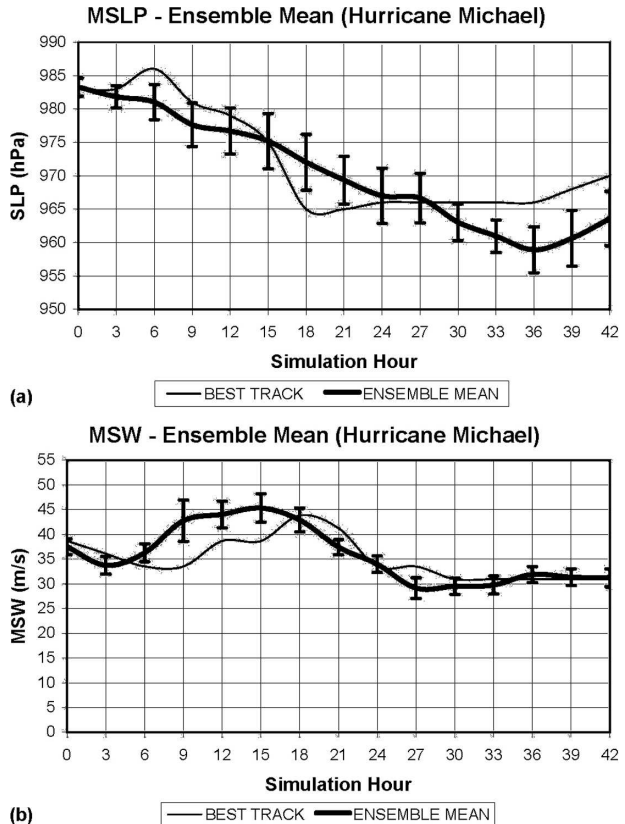 MSLP - Ensemble Mean (Hurricane Michael)
990
985
980
975
970
965
960
955
950
SLP (hPa)
0 3 6 9 12 15 18 21 24 27 30 33 36 39 42
Simulation Hour
(a)
BEST TRACK ENSEMBLE MEAN
MSW - Ensemble Mean (Hurricane Michael)
55
50
45
40
35
30
25
20
15
10
5
0
MSW (m/s)
0 3 6 9 12 15 18 21 24 27 30 33 36 39 42
Simulation Hour
(b)
BEST TRACK ENSEMBLE MEAN